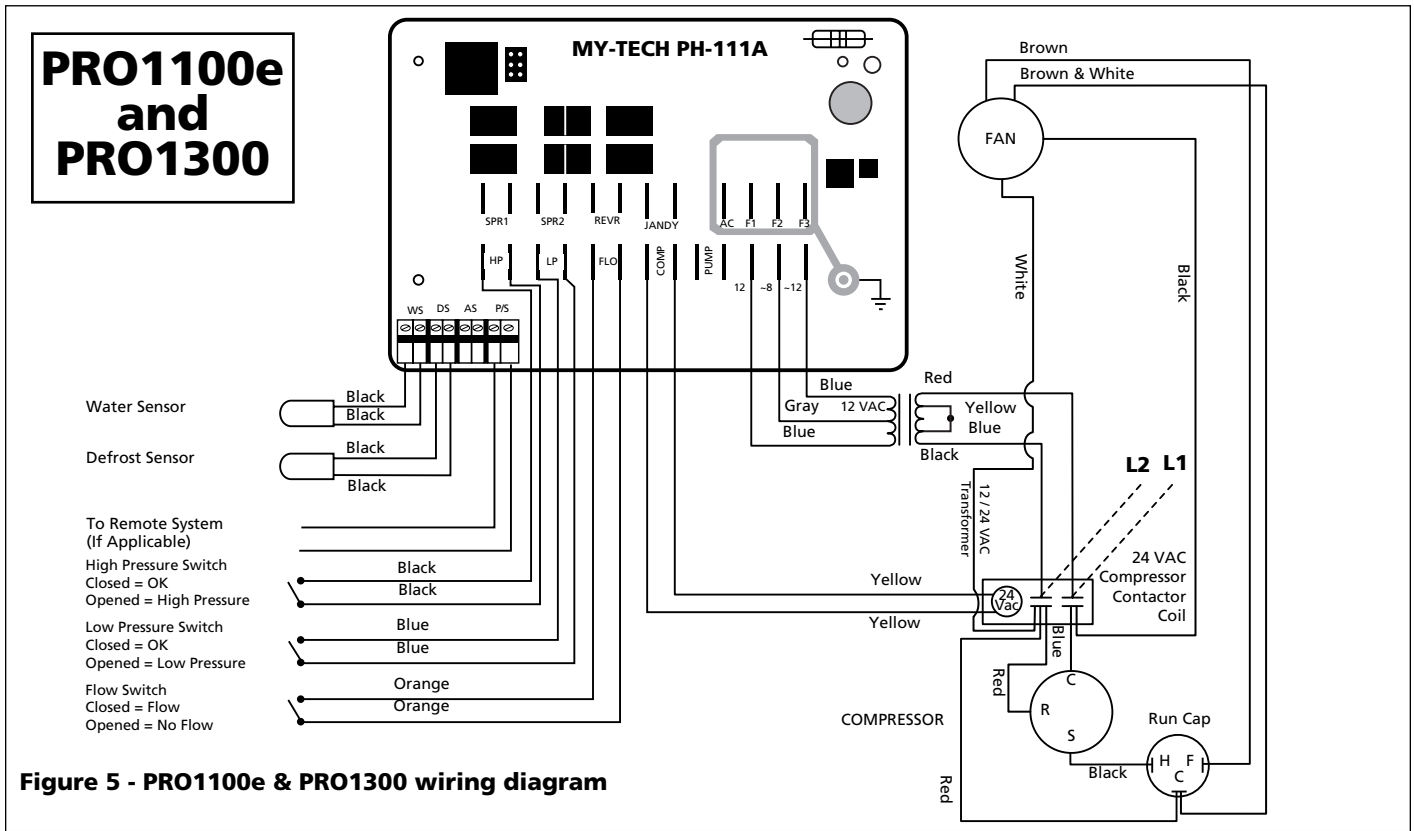 PRO1100e
and
PRO1300
MY-TECH PH-111A
SPR1
SPR2
REVR
JANDY
AC
F1
F2
F3
HP
LP
FLO
COMP
PUMP
12
~8
~12
WS
DS
AS
P/S
Brown
Brown & White
FAN
White
Black
Water Sensor
Black
Black
Defrost Sensor
Black
Black
To Remote System
(If Applicable)
High Pressure Switch
Closed = OK
Opened = High Pressure
Black
Black
Low Pressure Switch
Closed = OK
Opened = Low Pressure
Blue
Blue
Flow Switch
Closed = Flow
Opened = No Flow
Orange
Orange
Blue
Gray
12 VAC
Blue
Red
Yellow
Blue
Black
12 / 24 VAC
Transformer
L2
L1
24 VAC
Compressor
Contactor
Coil
Yellow
Yellow
24
Vac
Blue
Red
C
R
S
COMPRESSOR
Run Cap
H
F
C
Black
Red
Figure 5 - PRO1100e & PRO1300 wiring diagram